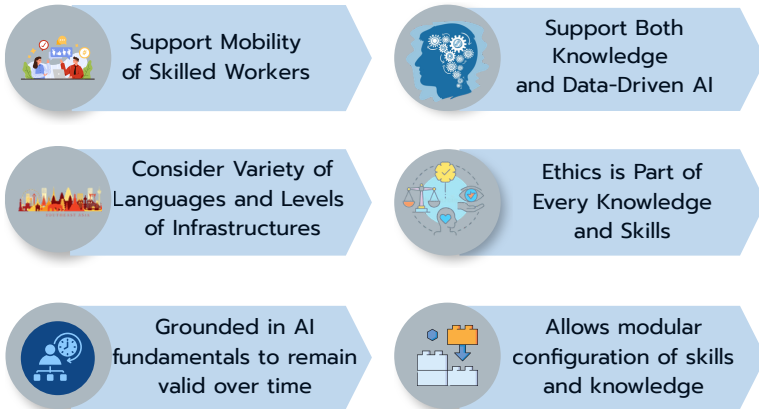 Support Mobility
of Skilled Workers
Support Both
Knowledge
and Data-Driven AI
Consider Variety of
Languages and Levels
of Infrastructures
Ethics is Part of
Every Knowledge
and Skills
Grounded in AI
fundamentals to remain
valid over time
Allows modular
configuration of skills
and knowledge